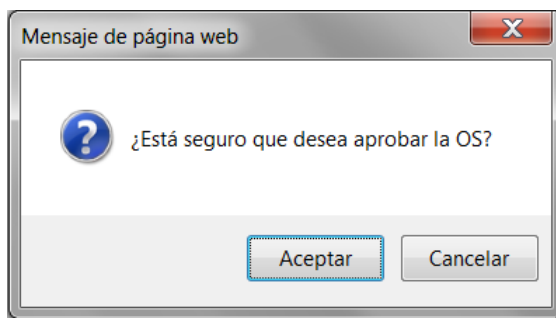 Mensaje de página web
¿Está seguro que desea aprobar la OS?
Aceptar
Cancelar